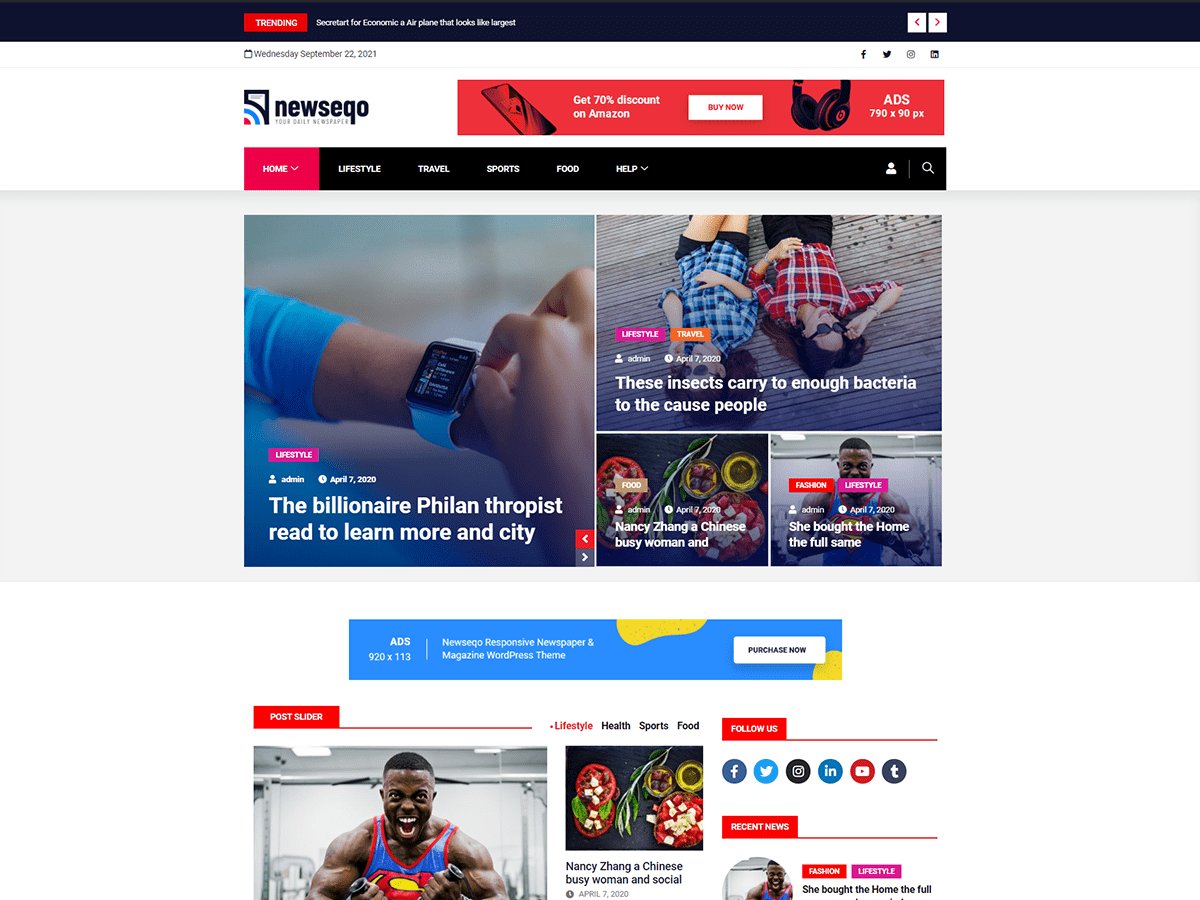 TRENDING
Secretart for Economic a Air plane that looks like largest
Wednesday September 22, 2021
newseqo
YOUR DAILY NEWSPAPER
Get 70% discount
on Amazon
BUY NOW
ADS
790 x 90 px
HOME
LIFESTYLE
TRAVEL
SPORTS
FOOD
HELP
LIFESTYLE
admin
April 7, 2020
The billionaire Philan thropist
read to learn more and city
LIFESTYLE
TRAVEL
admin
April 7, 2020
These insects carry to enough bacteria
to the cause people
FOOD
admin
April 7, 2020
Nancy Zhang a Chinese
busy woman and
FASHION
LIFESTYLE
admin
April 7, 2020
She bought the Home
the full same
ADS
920 x 113
Newseqo Responsive Newspaper &
Magazine WordPress Theme
PURCHASE NOW
POST SLIDER
Lifestyle
Health
Sports
Food
Nancy Zhang a Chinese
busy woman and social
APRIL 7, 2020
FOLLOW US
RECENT NEWS
FASHION
LIFESTYLE
She bought the Home the full